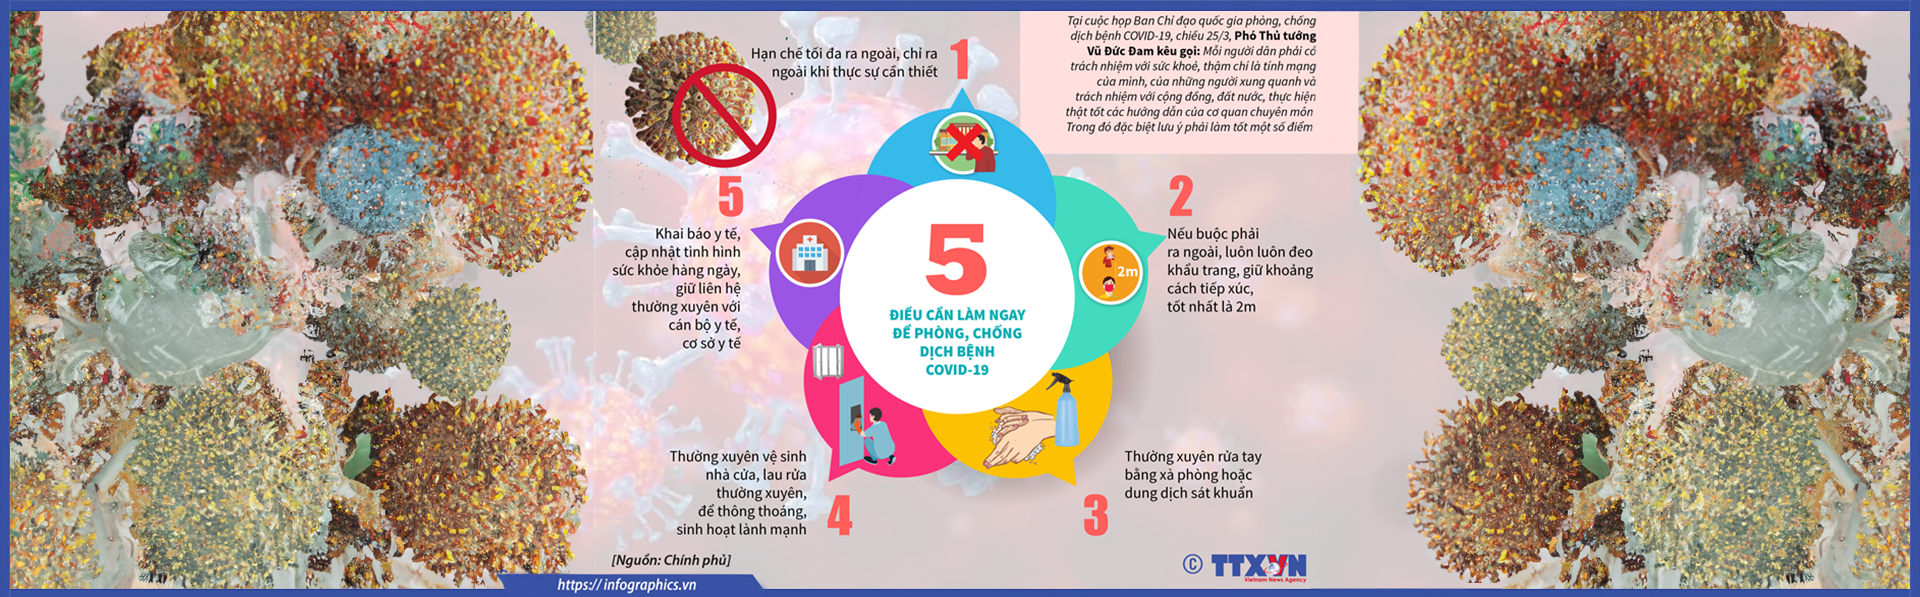 Tại cuộc họp Ban Chỉ đạo quốc gia phòng, chống
dịch bệnh COVID-19, chiều 25/3, Phó Thủ tướng
Vũ Đức Đam kêu gọi: Mỗi người dân phải có
trách nhiệm với sức khoẻ, thậm chí là tính mạng
của mình, của những người xung quanh và
trách nhiệm với cộng đồng, đất nước, thực hiện
thật tốt các hướng dẫn của cơ quan chuyên môn
Trong đó đặc biệt lưu ý phải làm tốt một số điểm
5
ĐIỀU CẦN LÀM NGAY
ĐỂ PHÒNG, CHỐNG
DỊCH BỆNH
COVID-19
1
Hạn chế tối đa ra ngoài, chỉ ra
ngoài khi thực sự cần thiết
2
Nếu buộc phải
ra ngoài, luôn luôn đeo
khẩu trang, giữ khoảng
cách tiếp xúc,
tốt nhất là 2m
2m
3
Thường xuyên rửa tay
bằng xà phòng hoặc
dung dịch sát khuẩn
4
Thường xuyên vệ sinh
nhà cửa, lau rửa
thường xuyên,
để thông thoáng,
sinh hoạt lành mạnh
5
Khai báo y tế,
cập nhật tình hình
sức khỏe hàng ngày,
giữ liên hệ
thường xuyên với
cán bộ y tế,
cơ sở y tế
[Nguồn: Chính phủ]
https://infographics.vn
© TTXVN
Vietnam News Agency